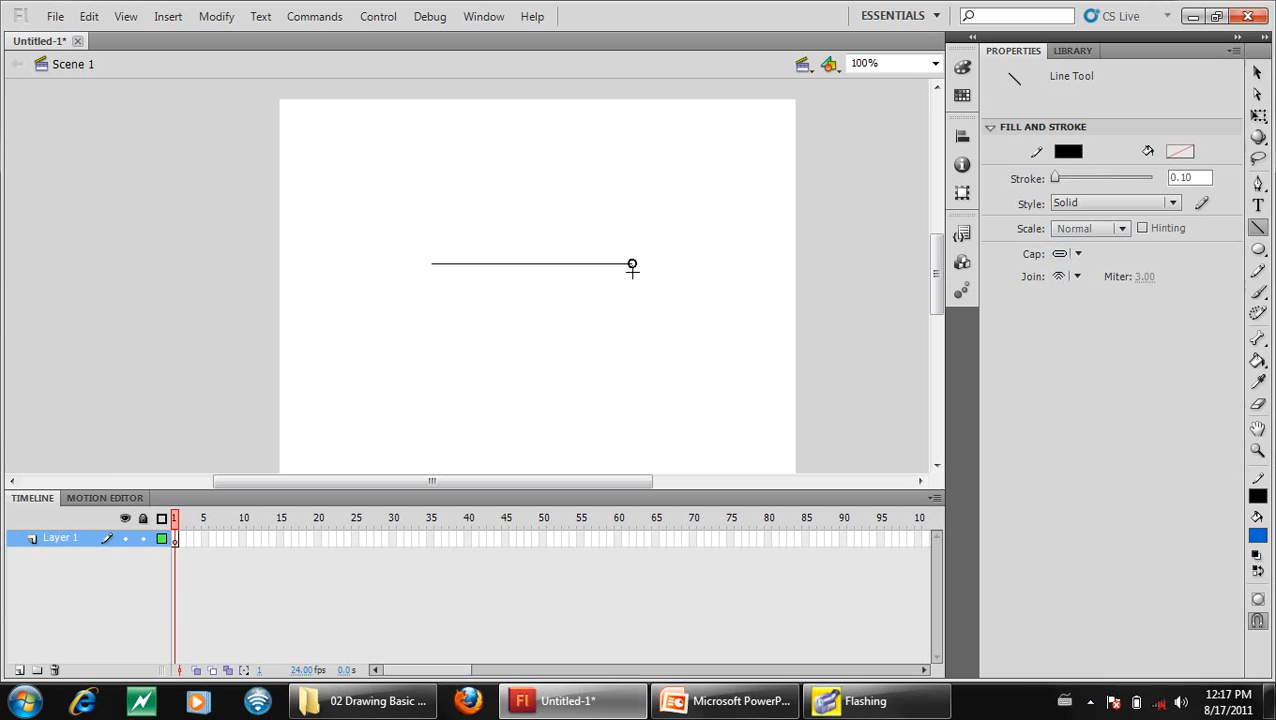 Fl File Edit View Insert Modify Text Commands Control Debug Window Help ESSENTIALS CS Live
Untitled-1*
Scene 1 100%
PROPERTIES LIBRARY
Line Tool
FILL AND STROKE
Stroke: 0.10
Style: Solid
Scale: Normal Hinting
Cap:
Join: Miter: 3.00
TIMELINE MOTION EDITOR
1 5 10 15 20 25 30 35 40 45 50 55 60 65 70 75 80 85 90 95 10
Layer 1
1 24.00 fps 0.0 s
02 Drawing Basic ... Fl Untitled-1* Microsoft PowerP... Flashing
12:17 PM
8/17/2011